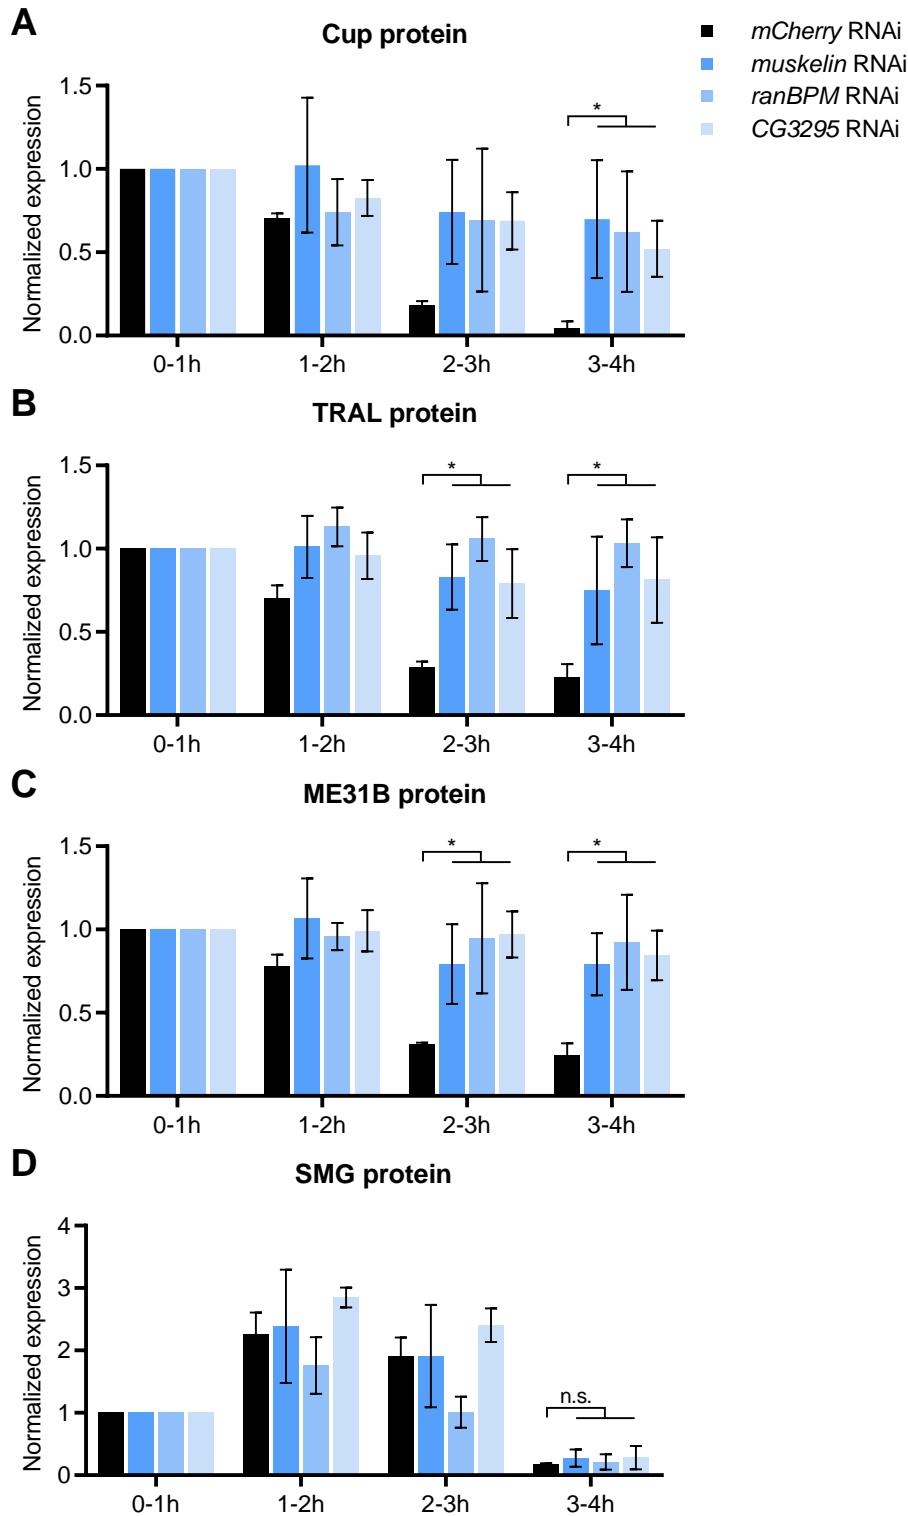 A
Cup protein
mCherry RNAi
muskelin RNAi
ranBPM RNAi
CG3295 RNAi
Normalized expression
1.5
1.0
0.5
0.0
*
0-1h 1-2h 2-3h 3-4h
B
TRAL protein
Normalized expression
1.5
1.0
0.5
0.0
* *
0-1h 1-2h 2-3h 3-4h
C
ME31B protein
Normalized expression
1.5
1.0
0.5
0.0
* *
0-1h 1-2h 2-3h 3-4h
D
SMG protein
Normalized expression
4
3
2
1
0
n.s.
0-1h 1-2h 2-3h 3-4h